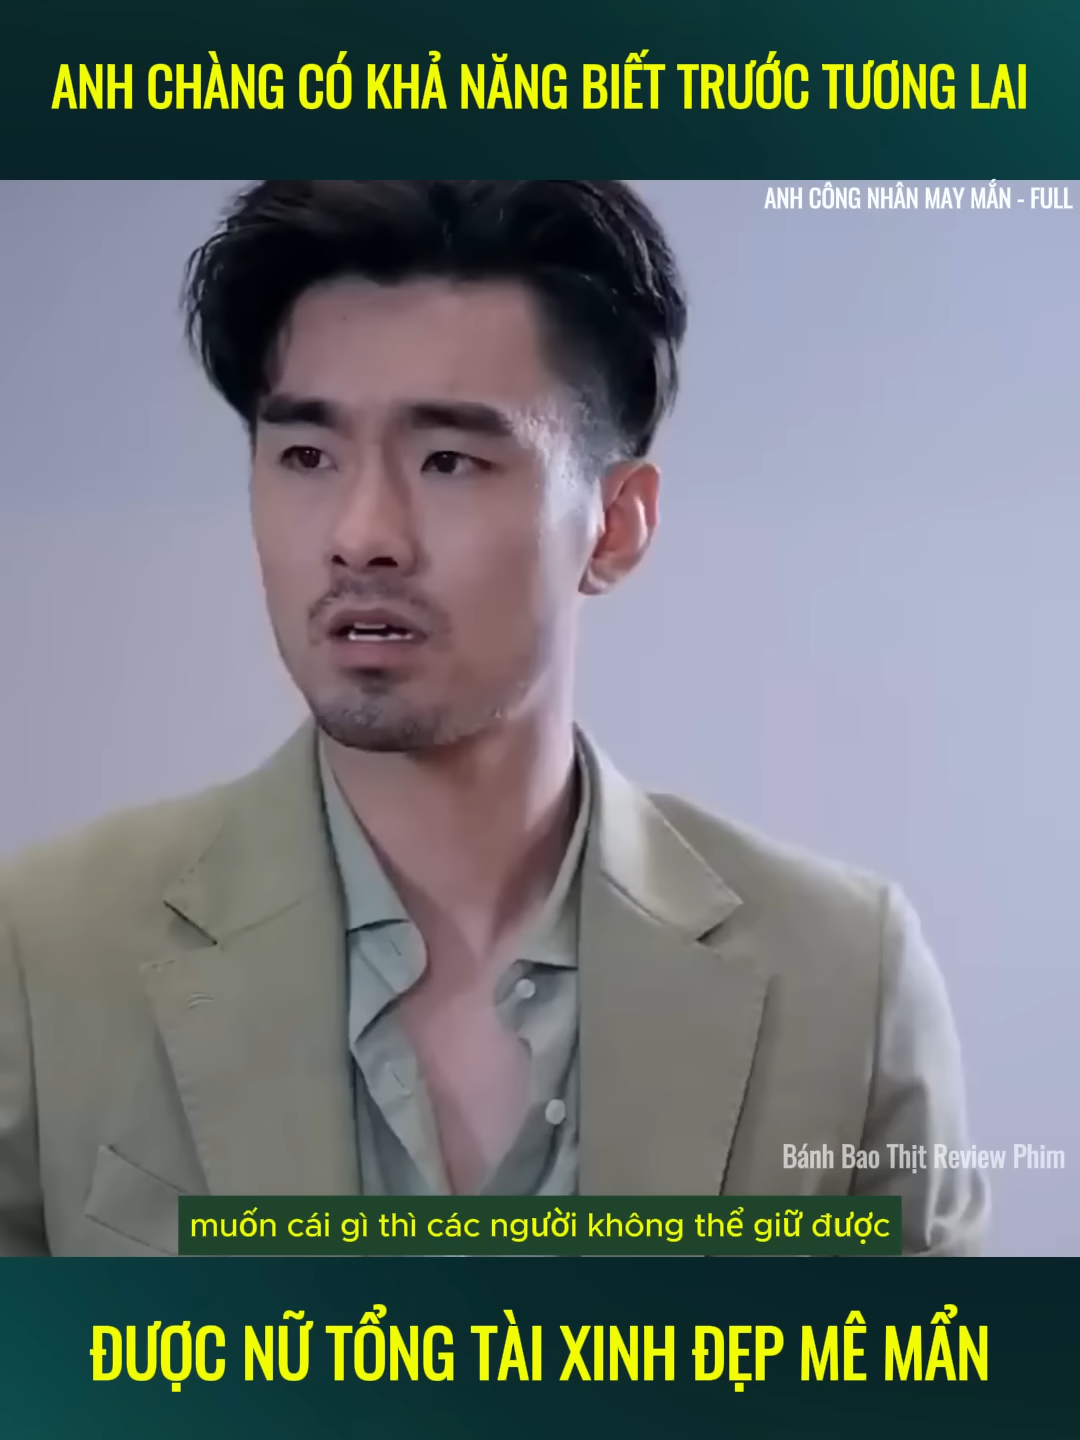 ANH CHÀNG CÓ KHẢ NĂNG BIẾT TRƯỚC TƯƠNG LAI
ANH CÔNG NHÂN MAY MẮN - FULL
Bánh Bao Thịt Review Phim
muốn cái gì thì các người không thể giữ được
ĐƯỢC NỮ TỔNG TÀI XINH ĐẸP MÊ MẨN